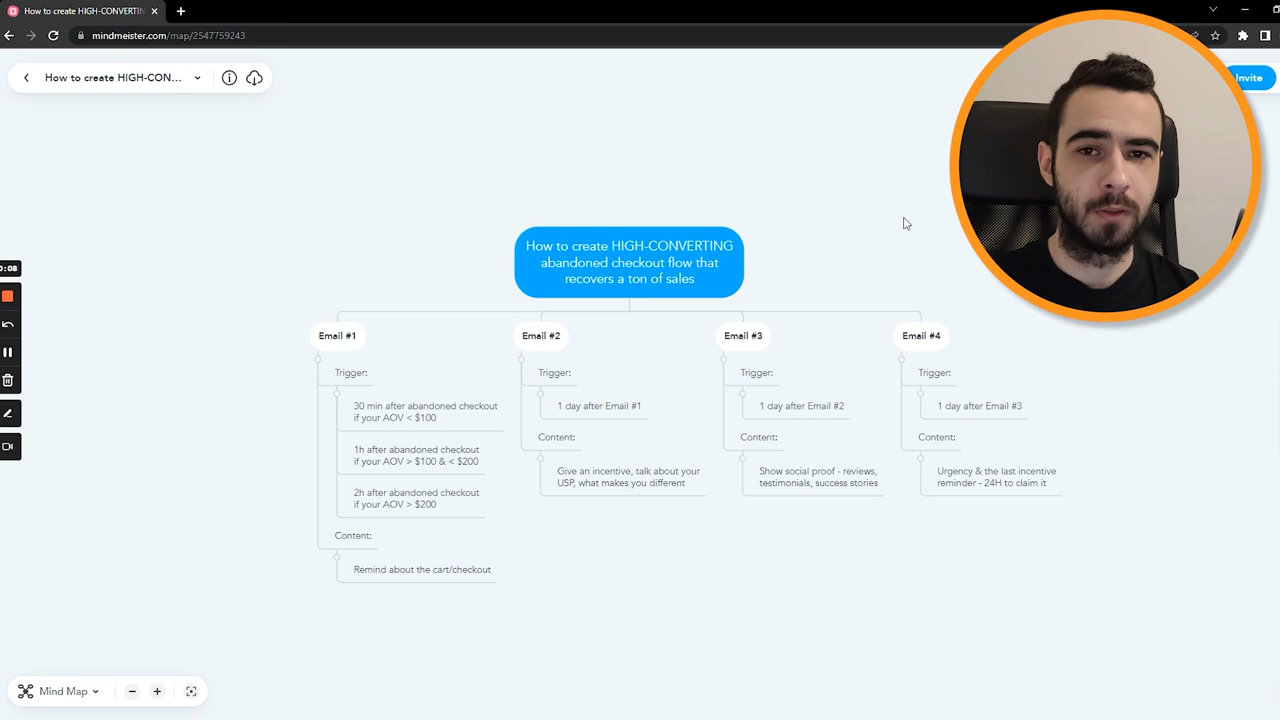 How to create HIGH-CONVERTIN
mindmeister.com/map/2547759243
How to create HIGH-CON...
Invite
How to create HIGH-CONVERTING
abandoned checkout flow that
recovers a ton of sales
0:08
Email #1
Trigger:
30 min after abandoned checkout
if your AOV < $100
1h after abandoned checkout
if your AOV > $100 & < $200
2h after abandoned checkout
if your AOV > $200
Content:
Remind about the cart/checkout
Email #2
Trigger:
1 day after Email #1
Content:
Give an incentive, talk about your
USP, what makes you different
Email #3
Trigger:
1 day after Email #2
Content:
Show social proof - reviews,
testimonials, success stories
Email #4
Trigger:
1 day after Email #3
Content:
Urgency & the last incentive
reminder - 24H to claim it
Mind Map